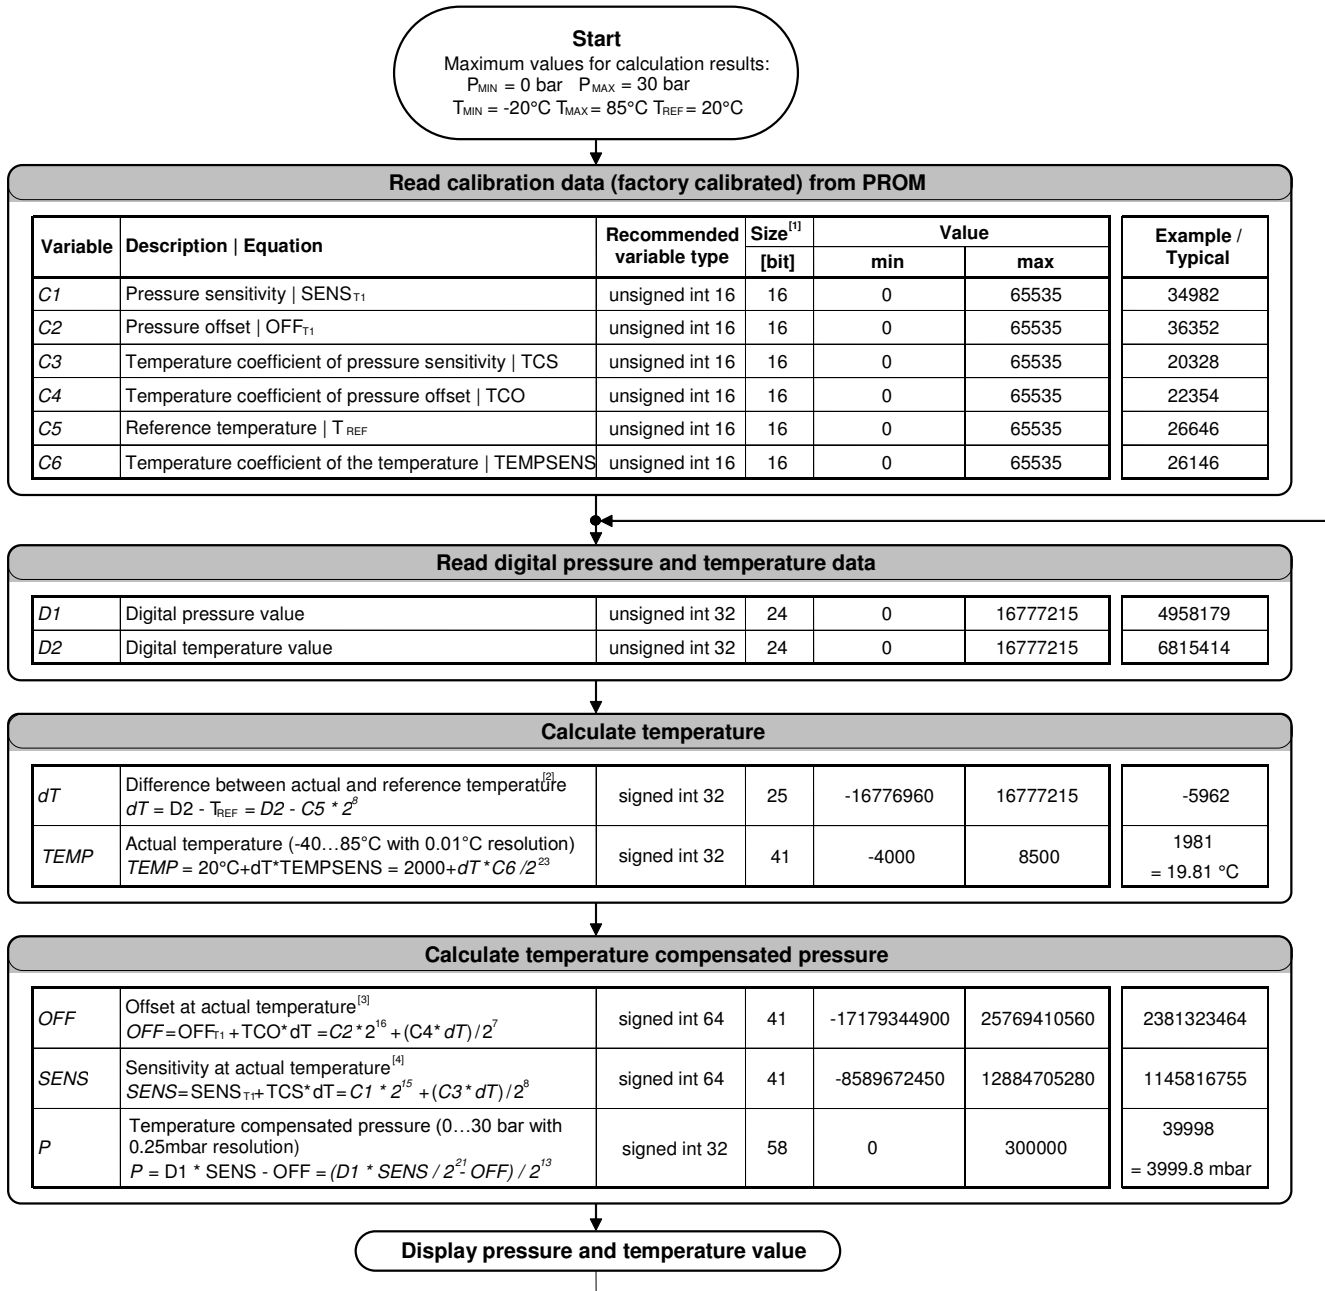 Start
Maximum values for calculation results:
PMIN = 0 bar PMAX = 30 bar
TMIN = -20°C TMAX = 85°C TREF = 20°C
Read calibration data (factory calibrated) from PROM
Variable Description | Equation Recommended variable type Size[1] [bit] Value min max Example / Typical
C1 Pressure sensitivity | SENST1 unsigned int 16 16 0 65535 34982
C2 Pressure offset | OFFT1 unsigned int 16 16 0 65535 36352
C3 Temperature coefficient of pressure sensitivity | TCS unsigned int 16 16 0 65535 20328
C4 Temperature coefficient of pressure offset | TCO unsigned int 16 16 0 65535 22354
C5 Reference temperature | T REF unsigned int 16 16 0 65535 26646
C6 Temperature coefficient of the temperature | TEMPSENS unsigned int 16 16 0 65535 26146
Read digital pressure and temperature data
D1 Digital pressure value unsigned int 32 24 0 16777215 4958179
D2 Digital temperature value unsigned int 32 24 0 16777215 6815414
Calculate temperature
dT Difference between actual and reference temperature[2]
dT = D2 - TREF = D2 - C5 * 2^8 signed int 32 25 -16776960 16777215 -5962
TEMP Actual temperature (-40…85°C with 0.01°C resolution)
TEMP = 20°C+dT*TEMPSENS = 2000+dT*C6/2^23 signed int 32 41 -4000 8500 1981
= 19.81 °C
Calculate temperature compensated pressure
OFF Offset at actual temperature[3]
OFF=OFFT1+TCO*dT =C2*2^16 +(C4*dT)/2^7 signed int 64 41 -17179344900 25769410560 2381323464
SENS Sensitivity at actual temperature[4]
SENS=SENST1+TCS*dT=C1 * 2^15 +(C3*dT)/2^8 signed int 64 41 -8589672450 12884705280 1145816755
P Temperature compensated pressure (0…30 bar with
0.25mbar resolution)
P = D1 * SENS - OFF =(D1 * SENS / 2^21 - OFF) / 2^13 signed int 32 58 0 300000 39998
= 3999.8 mbar
Display pressure and temperature value